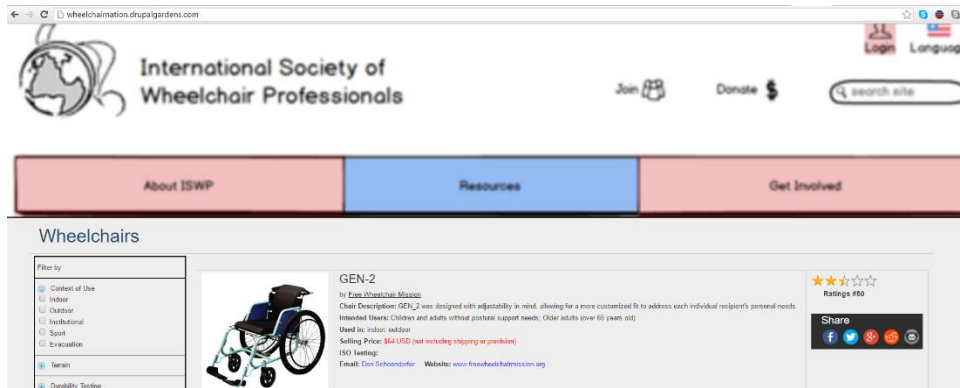 wheelchairnation.drupalgardens.com
Login
Languag
International Society of
Wheelchair Professionals
Join
Donate $
search site
About ISWP
Resources
Get Involved
Wheelchairs
Filter by
Context of Use
Indoor
Outdoor
Institutional
Sport
Evacuation
Terrain
Durability Testing
GEN-2
by Free Wheelchair Mission
Chair Description: GEN_2 was designed with adjustability in mind, allowing for a more customized fit to address each individual recipient's personal needs.
Intended Users: Children and adults without postural support needs; Older adults (over 65 years old)
Used in: indoor, outdoor
Selling Price: $64 USD (not including shipping or provision)
ISO Testing:
Email: Don Schoendorfer Website: www.freewheelchairmission.org
Ratings #50
Share